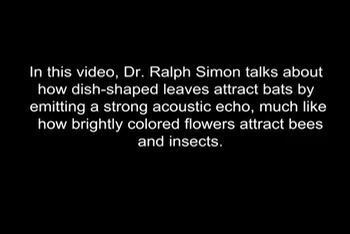 In this video, Dr. Ralph Simon talks about
how dish-shaped leaves attract bats by
emitting a strong acoustic echo, much like
how brightly colored flowers attract bees
and insects.